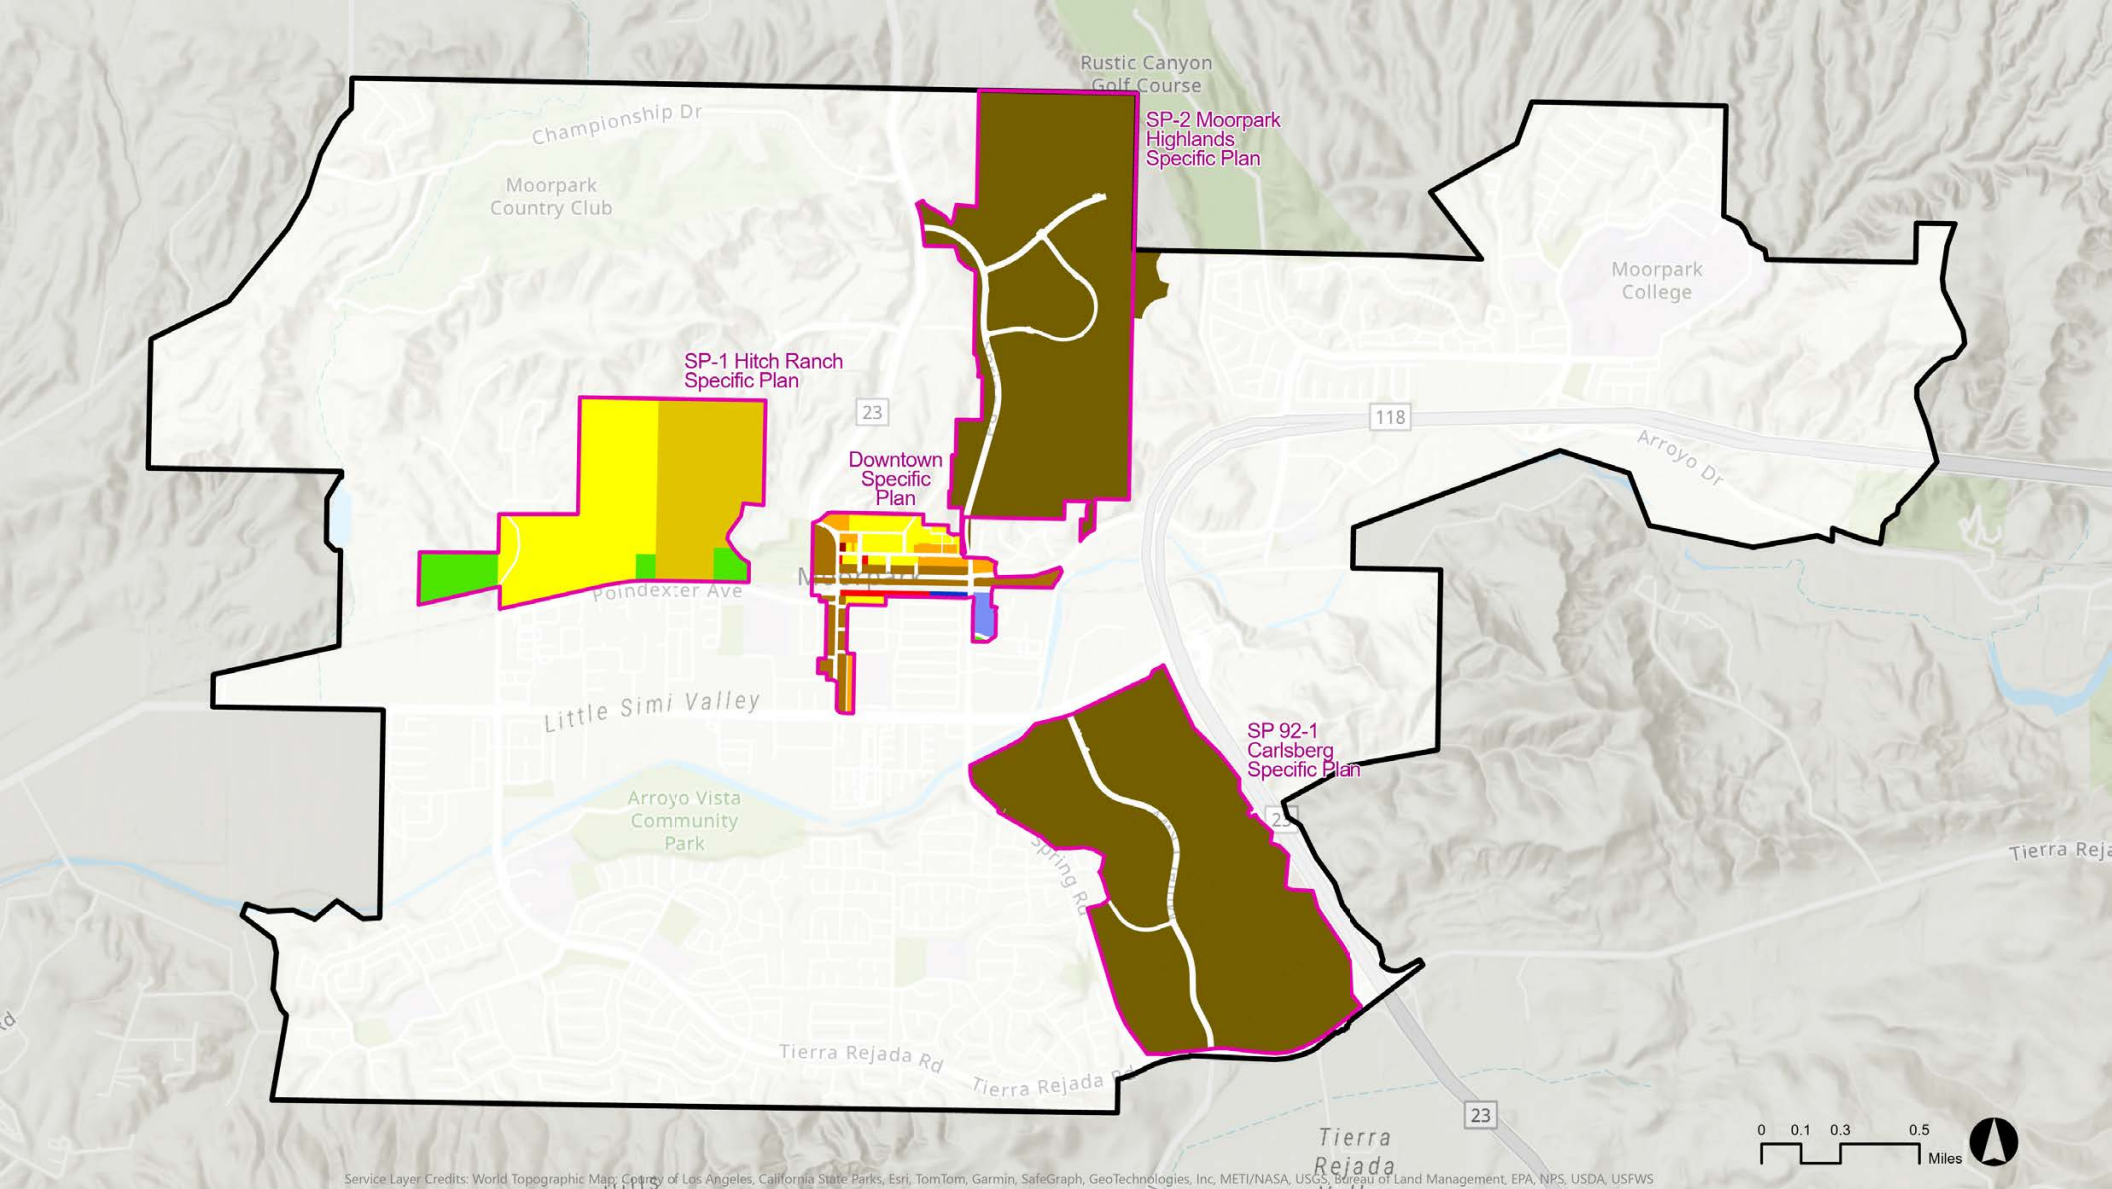 Rustic Canyon
Golf Course
Championship Dr
SP-2 Moorpark
Highlands
Specific Plan
Moorpark
Country Club
Moorpark
College
SP-1 Hitch Ranch
Specific Plan
23
118
Arroyo Dr
Downtown
Specific
Plan
Moorpark
Poindexter Ave
Little Simi Valley
SP 92-1
Carlsberg
Specific Plan
Arroyo Vista
Community
Park
23
Spring Rd
Tierra Reja
Rd
Tierra Rejada Rd
Tierra Rejada Rd
23
Tierra
Rejada
0 0.1 0.3 0.5
Miles
Service Layer Credits: World Topographic Map: County of Los Angeles, California State Parks, Esri, TomTom, Garmin, SafeGraph, GeoTechnologies, Inc, METI/NASA, USGS, Bureau of Land Management, EPA, NPS, USDA, USFWS